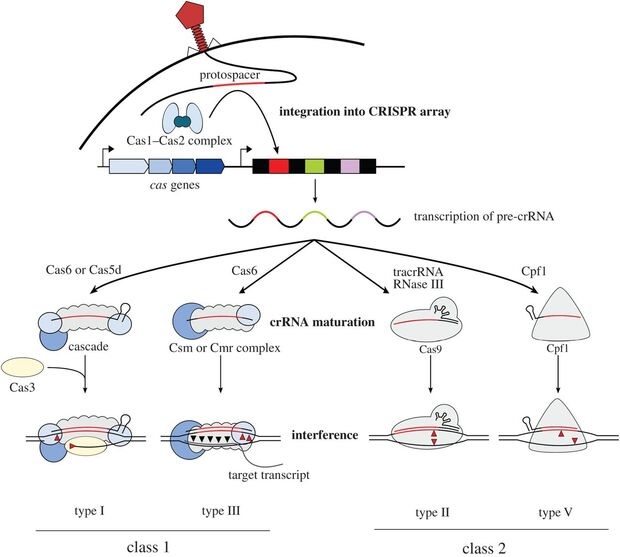 protospacer
integration into CRISPR array
Cas1–Cas2 complex
cas genes
transcription of pre-crRNA
Cas6 or Cas5d
Cas6
tracrRNA
RNase III
Cpf1
crRNA maturation
cascade
Csm or Cmr complex
Cas9
Cpf1
Cas3
interference
target transcript
type I
type III
type II
type V
class 1
class 2